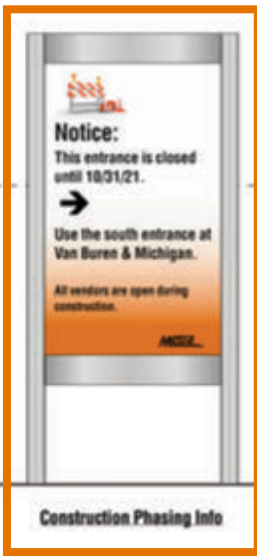 Notice:
This entrance is closed
until 10/31/21.
Use the south entrance at
Van Buren & Michigan.
All vendors are open during
construction.
Construction Phasing Info